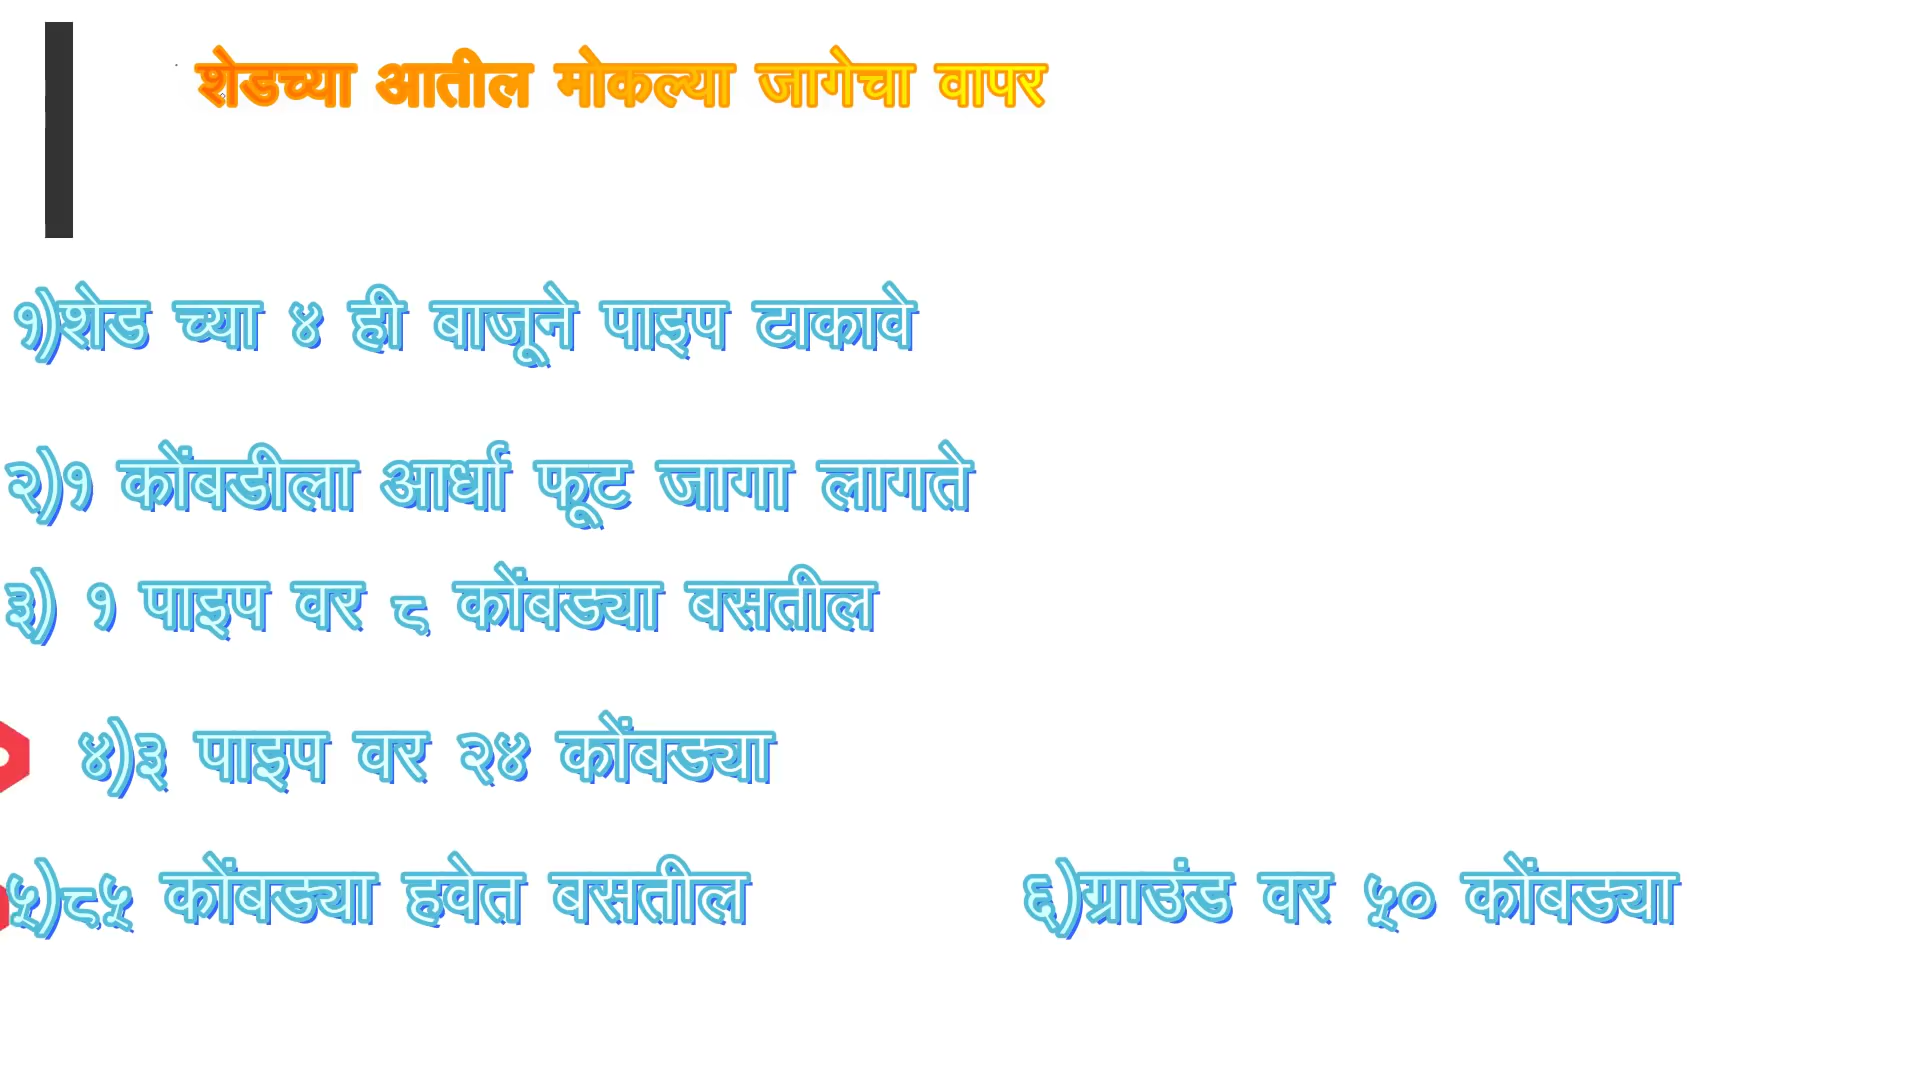 शेडच्या आतील मोकल्या जागेचा वापर
१)शेड च्या ४ ही बाजूने पाइप टाकावे
२)१ कोंबडीला आर्धा फूट जागा लागते
३) १ पाइप वर ८ कोंबड्या बसतील
४)३ पाइप वर २४ कोंबड्या
५)८५ कोंबड्या हवेत बसतील
६)ग्राउंड वर ५० कोंबड्या